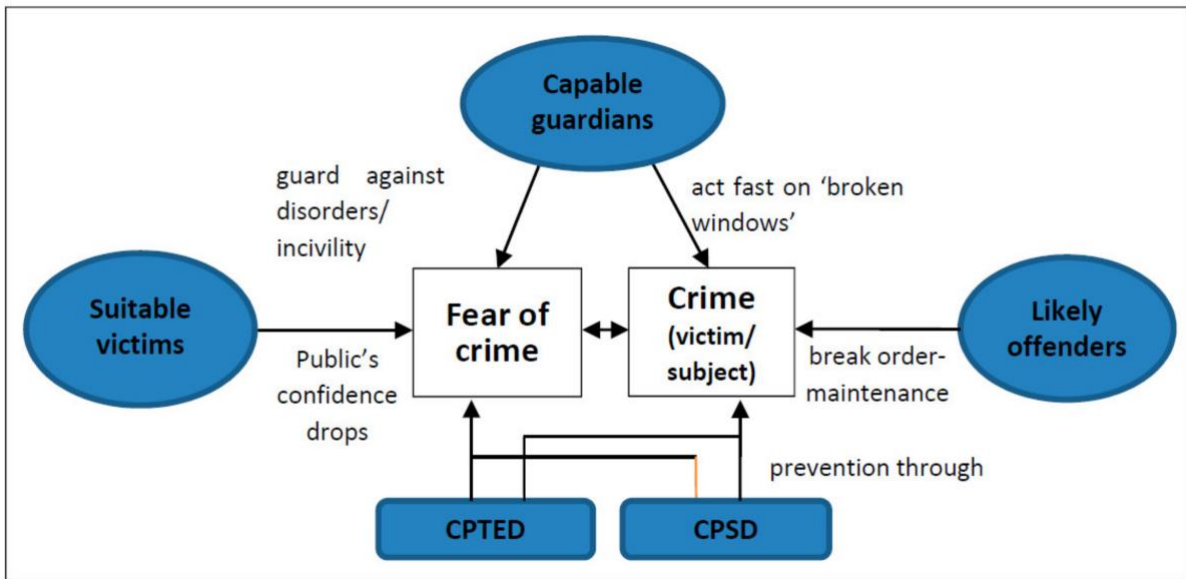 Capable
guardians
guard against
disorders/
incivility
act fast on ‘broken
windows’
Suitable
victims
Fear of
crime
Crime
(victim/
subject)
Likely
offenders
Public’s
confidence
drops
break order-
maintenance
prevention through
CPTED
CPSD